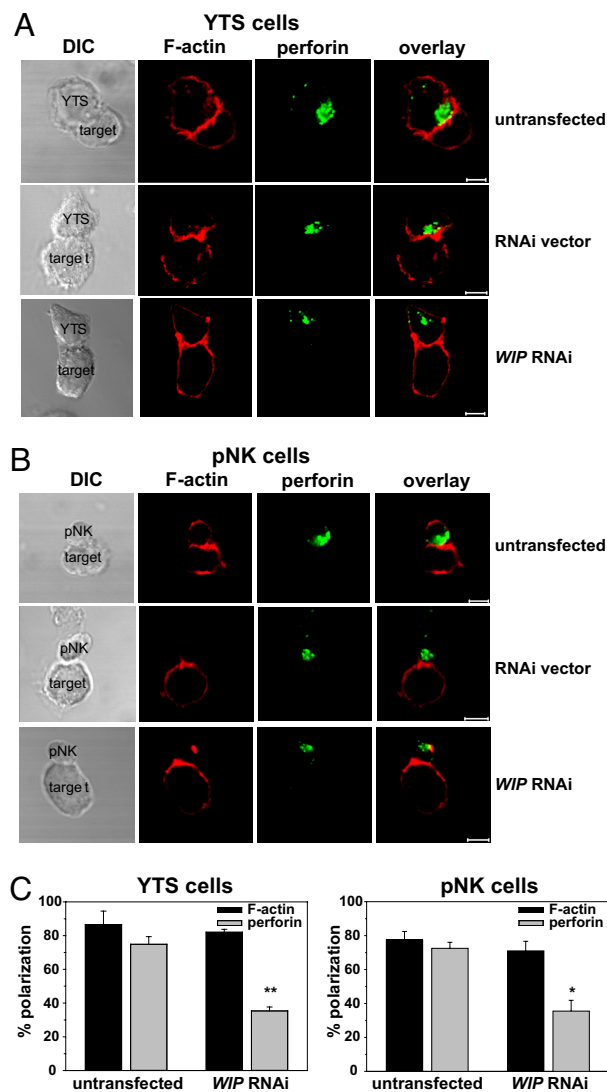 A
YTS cells
DIC F-actin perforin overlay
YTS
target
untransfected
YTS
target
RNAi vector
YTS
target
WIP RNAi
B
pNK cells
DIC F-actin perforin overlay
pNK
target
untransfected
pNK
target
RNAi vector
pNK
target
WIP RNAi
C
YTS cells
% polarization
100
80
60
40
20
0
F-actin
perforin
**
untransfected WIP RNAi
pNK cells
% polarization
100
80
60
40
20
0
F-actin
perforin
*
untransfected WIP RNAi